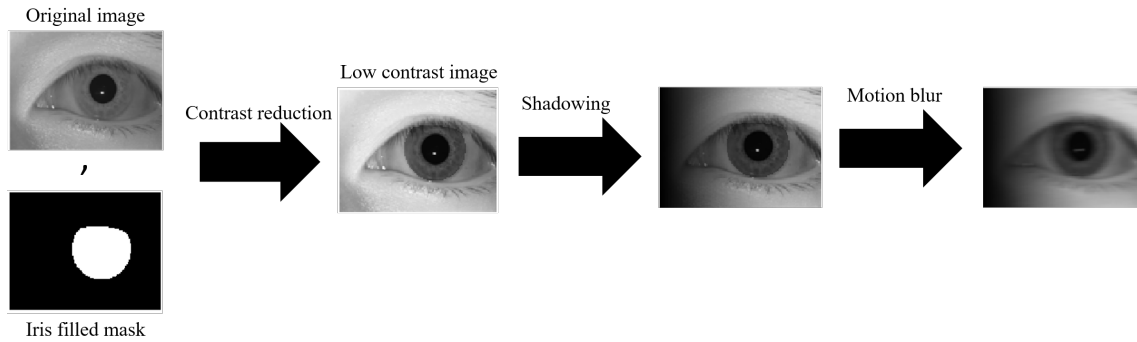 Original image
,
Iris filled mask
Contrast reduction
Low contrast image
Shadowing
Motion blur